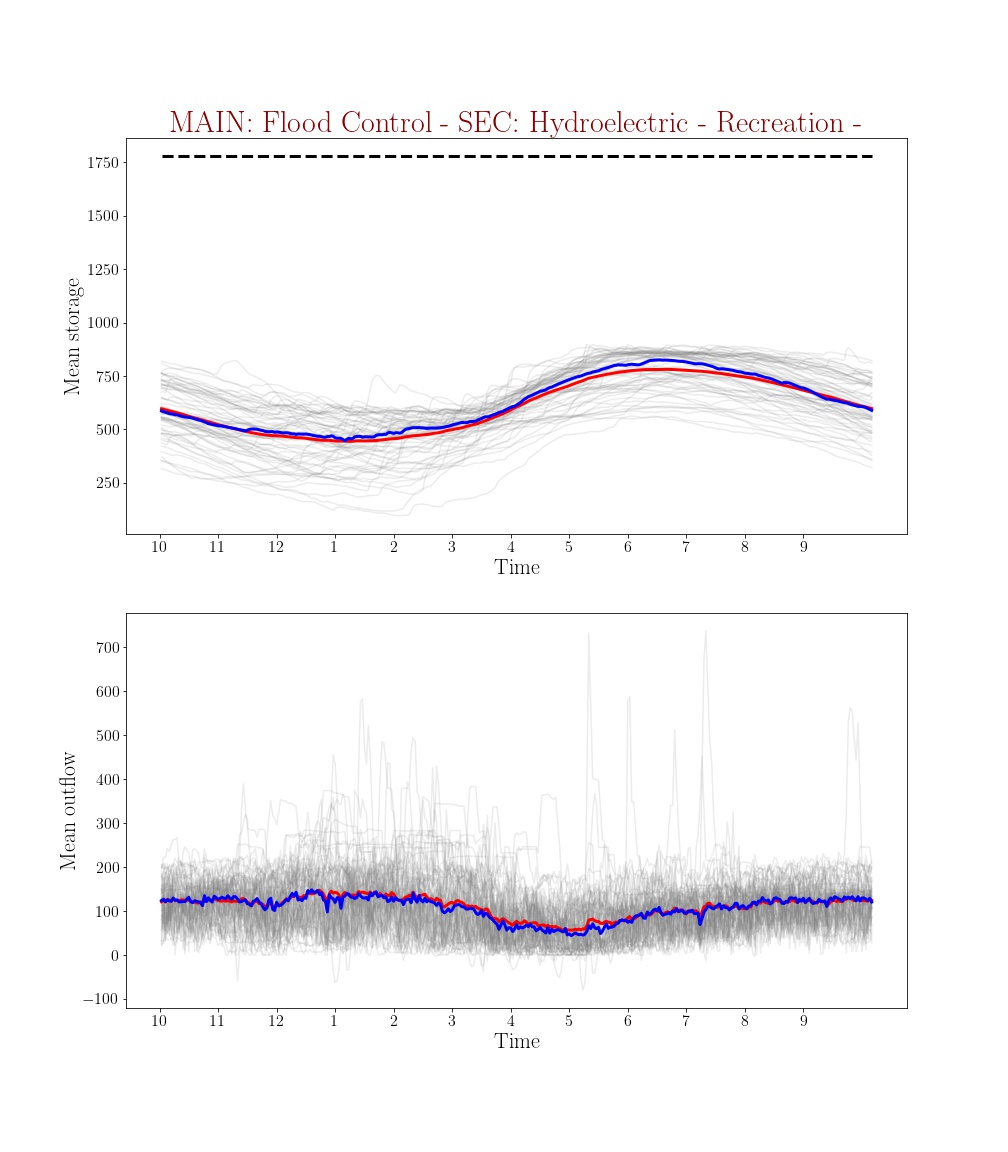 MAIN: Flood Control - SEC: Hydroelectric - Recreation -
1750
1500
1250
1000
750
500
250
Mean storage
10 11 12 1 2 3 4 5 6 7 8 9
Time
700
600
500
400
300
200
100
0
−100
Mean outflow
10 11 12 1 2 3 4 5 6 7 8 9
Time